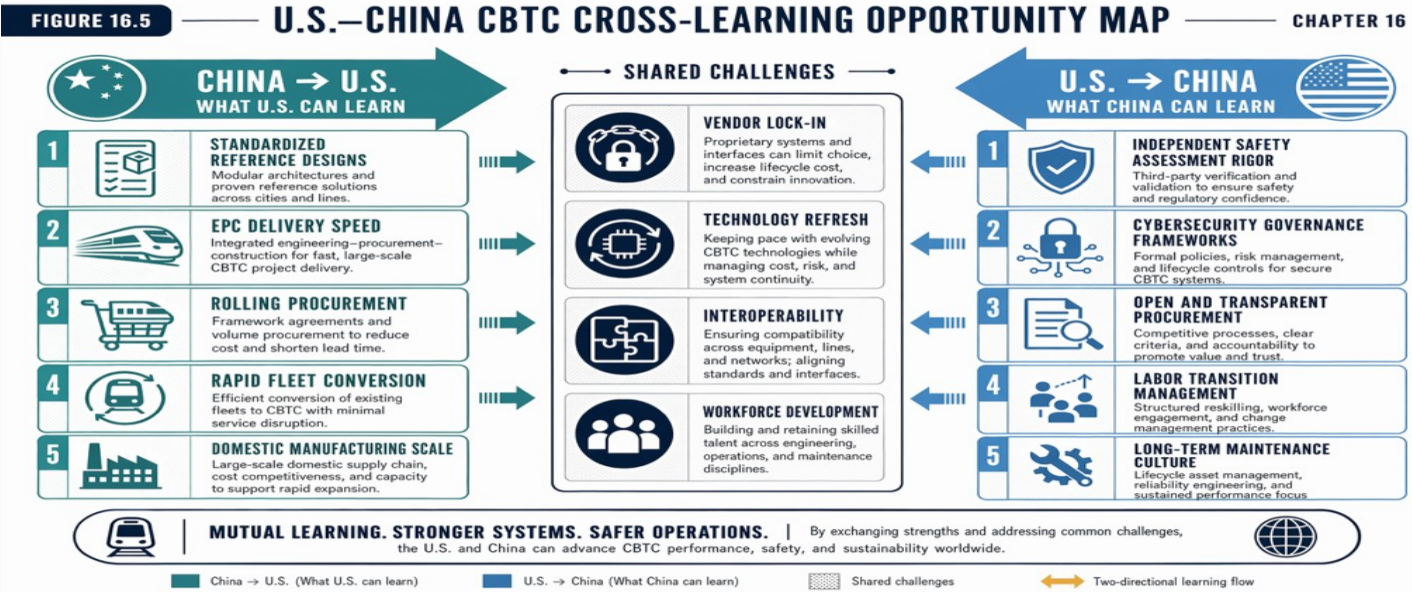 FIGURE 16.5
U.S.—CHINA CBTC CROSS-LEARNING OPPORTUNITY MAP
CHAPTER 16
CHINA → U.S.
WHAT U.S. CAN LEARN
1
STANDARDIZED
REFERENCE DESIGNS
Modular architectures and
proven reference solutions
across cities and lines.
2
EPC DELIVERY SPEED
Integrated engineering–procurement–
construction for fast, large-scale
CBTC project delivery.
3
ROLLING PROCUREMENT
Framework agreements and
volume procurement to reduce
cost and shorten lead time.
4
RAPID FLEET CONVERSION
Efficient conversion of existing
fleets to CBTC with minimal
service disruption.
5
DOMESTIC MANUFACTURING SCALE
Large-scale domestic supply chain,
cost competitiveness, and capacity
to support rapid expansion.
SHARED CHALLENGES
VENDOR LOCK-IN
Proprietary systems and
interfaces can limit choice,
increase lifecycle cost,
and constrain innovation.
TECHNOLOGY REFRESH
Keeping pace with evolving
CBTC technologies while
managing cost, risk, and
system continuity.
INTEROPERABILITY
Ensuring compatibility
across equipment, lines,
and networks; aligning
standards and interfaces.
WORKFORCE DEVELOPMENT
Building and retaining skilled
talent across engineering,
operations, and maintenance
disciplines.
U.S. → CHINA
WHAT CHINA CAN LEARN
1
INDEPENDENT SAFETY
ASSESSMENT RIGOR
Third-party verification and
validation to ensure safety
and regulatory confidence.
2
CYBERSECURITY GOVERNANCE
FRAMEWORKS
Formal policies, risk management,
and lifecycle controls for secure
CBTC systems.
3
OPEN AND TRANSPARENT
PROCUREMENT
Competitive processes, clear
criteria, and accountability to
promote value and trust.
4
LABOR TRANSITION
MANAGEMENT
Structured reskilling, workforce
engagement, and change
management practices.
5
LONG-TERM MAINTENANCE
CULTURE
Lifecycle asset management,
reliability engineering, and
sustained performance focus
MUTUAL LEARNING. STRONGER SYSTEMS. SAFER OPERATIONS. | By exchanging strengths and addressing common challenges,
the U.S. and China can advance CBTC performance, safety, and sustainability worldwide.
China → U.S. (What U.S. can learn)
U.S. → China (What China can learn)
Shared challenges
Two-directional learning flow